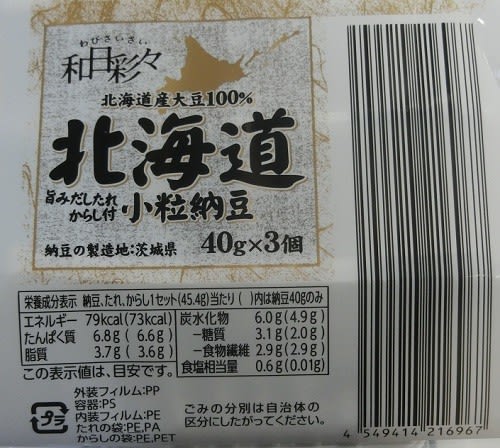 わびさいさい
和日彩々
北海道産大豆100%
北海道
旨みだしたれ
からし付
小粒納豆
納豆の製造地:茨城県
40g×3個
栄養成分表示 納豆、たれ、からし1セット(45.4g)当たり ( )内は納豆40gのみ
エネルギー 79kcal(73kcal)
たんぱく質 6.8g ( 6.6g)
脂質 3.7g ( 3.6g)
炭水化物 6.0g(4.9g)
−糖質 3.1g(2.0g)
−食物繊維 2.9g(2.9g)
食塩相当量 0.6g(0.01g)
この表示値は、目安です。
プラ
外装フィルム:PP
容器:PS
内装フィルム:PE
たれの袋:PE,PA
からしの袋:PE,PET
ごみの分別は自治体の
区分にしたがってください。
4 549414 216967